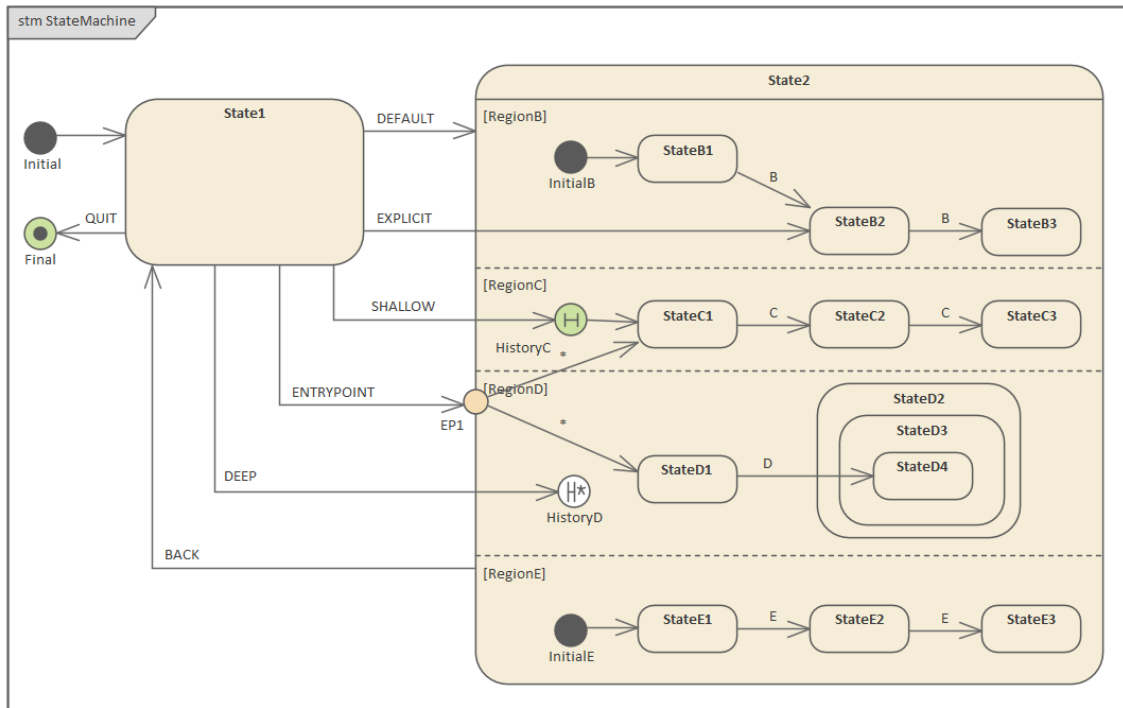 stm StateMachine
State2
State1
DEFAULT
[RegionB]
Initial
StateB1
InitialB
B
QUIT
EXPLICIT
StateB2
B
StateB3
Final
[RegionC]
SHALLOW
HistoryC
StateC1
C
StateC2
C
StateC3
*
ENTRYPOINT
EP1
[RegionD]
*
StateD1
D
StateD2
StateD3
StateD4
DEEP
HistoryD
BACK
[RegionE]
InitialE
StateE1
E
StateE2
E
StateE3